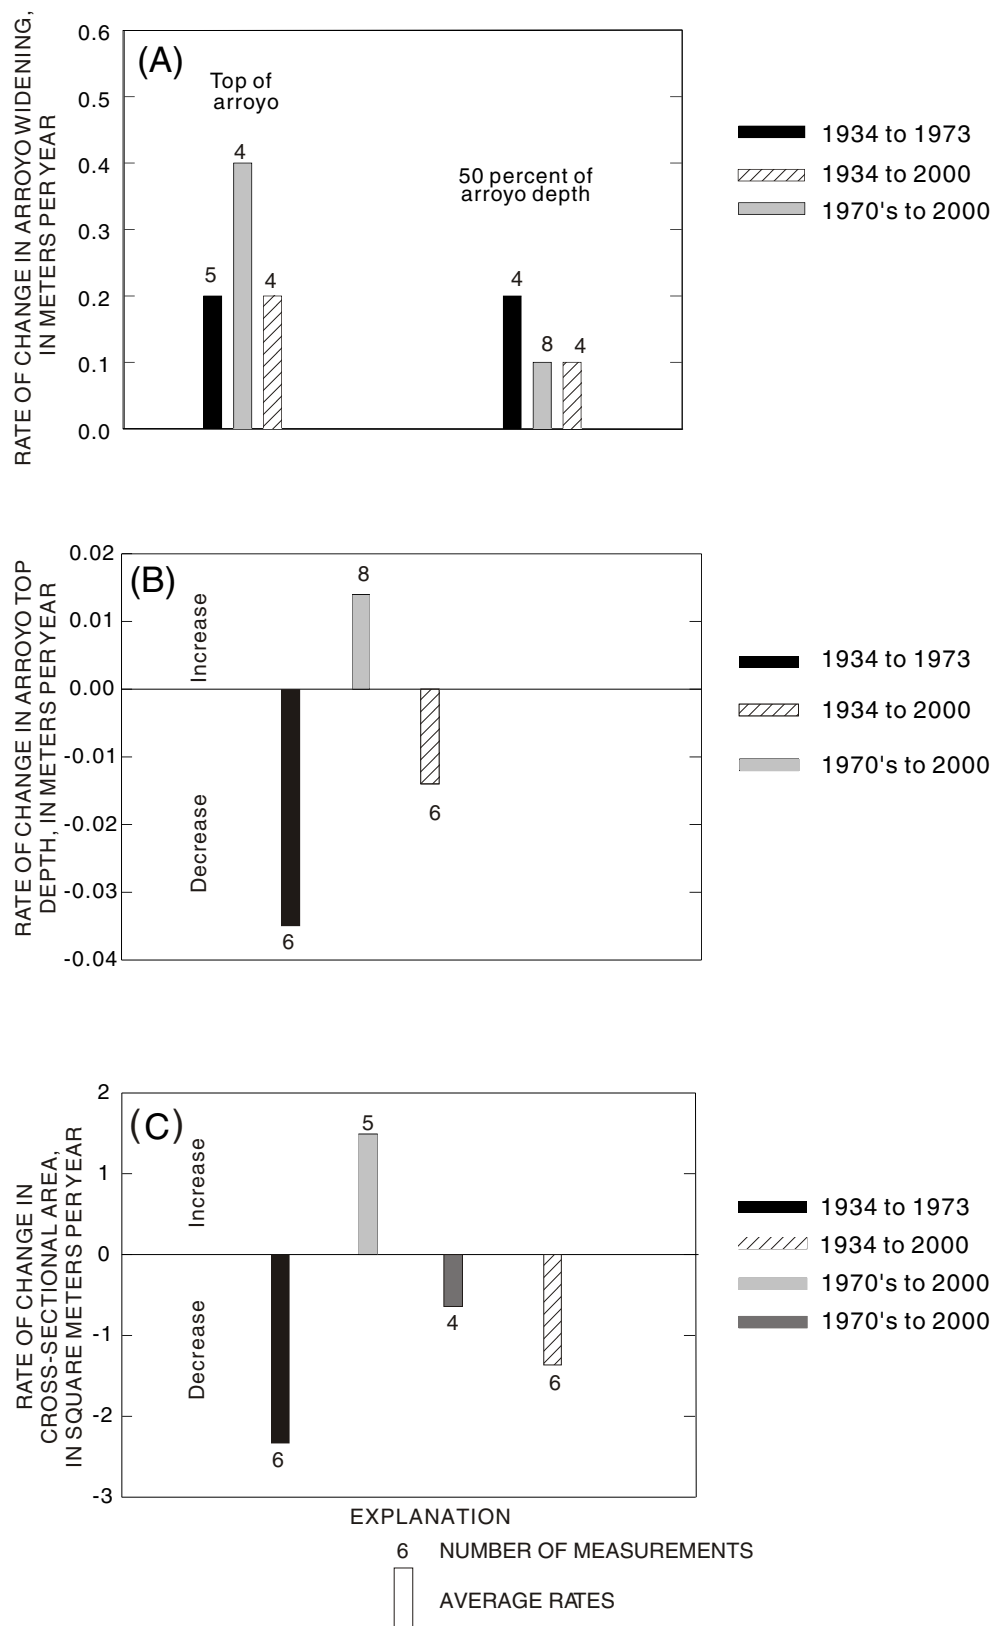 RATE OF CHANGE IN ARROYO WIDENING,
IN METERS PER YEAR
0.6
0.5
0.4
0.3
0.2
0.1
0.0
(A)
Top of
arroyo
5
4
4
50 percent of
arroyo depth
4
8
4
1934 to 1973
1934 to 2000
1970's to 2000
RATE OF CHANGE IN ARROYO TOP
DEPTH, IN METERS PER YEAR
0.02
0.01
0.00
-0.01
-0.02
-0.03
-0.04
(B)
Increase
Decrease
6
8
6
1934 to 1973
1934 to 2000
1970's to 2000
RATE OF CHANGE IN
CROSS-SECTIONAL AREA,
IN SQUARE METERS PER YEAR
2
1
0
-1
-2
-3
(C)
Increase
Decrease
6
5
4
6
1934 to 1973
1934 to 2000
1970's to 2000
1970's to 2000
EXPLANATION
6 NUMBER OF MEASUREMENTS
AVERAGE RATES